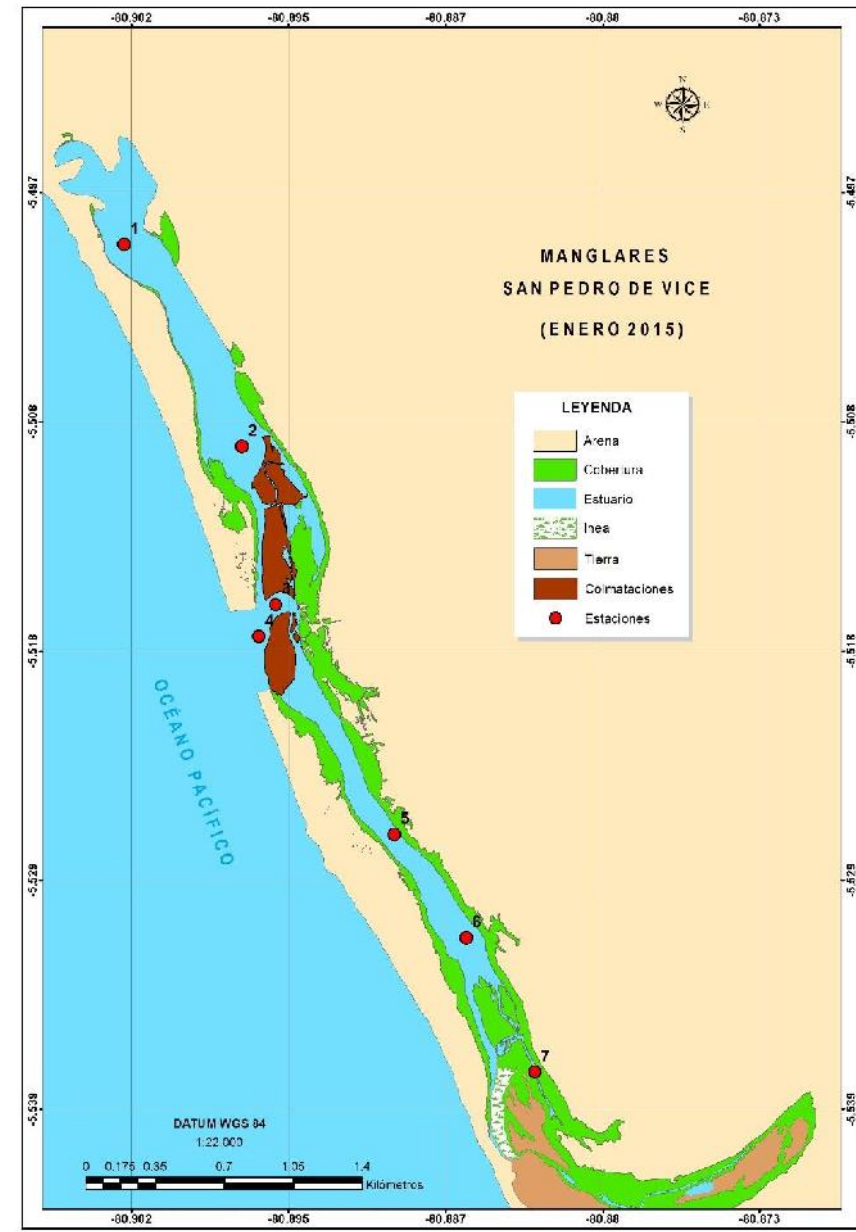 -80.902 -80.895 -80.887 -80.88 -80.873
N
W E
S
-5.497 -5.497
1
MANGLARES
SAN PEDRO DE VICE
(ENERO 2015)
-5.508 -5.508
2
LEYENDA
Arena
Cobertura
Estuario
Inea
Tierra
Colmataciones
Estaciones
3
4
-5.518 -5.518
OCÉANO PACÍFICO
5
-5.529 -5.529
6
7
-5.539 -5.539
DATUM WGS 84
1:22 000
0 0.175 0.35 0.7 1.05 1.4
Kilómetros
-80.902 -80.895 -80.887 -80.88 -80.873